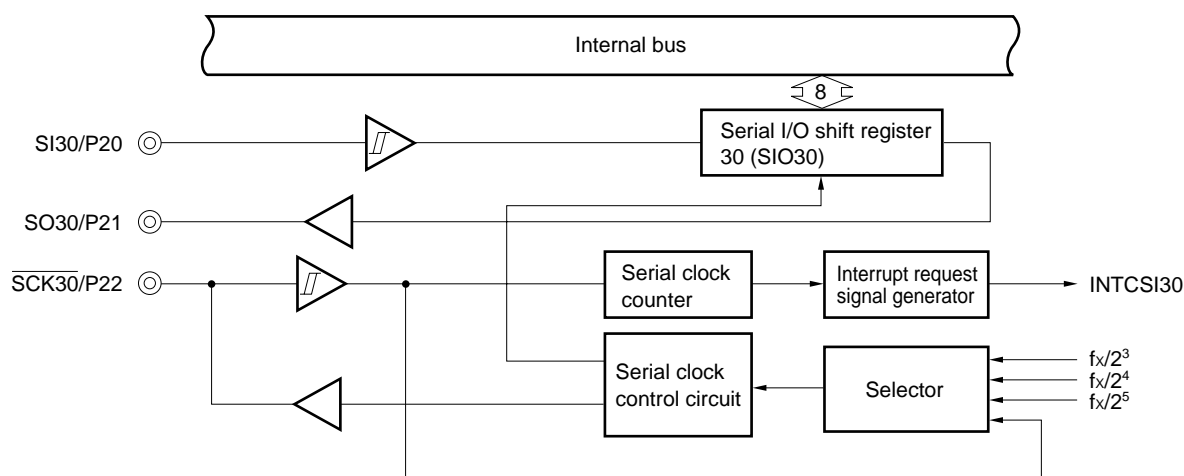 Internal bus
8
SI30/P20
Serial I/O shift register
30 (SIO30)
SO30/P21
SCK30/P22
Serial clock
counter
Interrupt request
signal generator
INTCSI30
Serial clock
control circuit
Selector
fX/2³
fX/2⁴
fX/2⁵